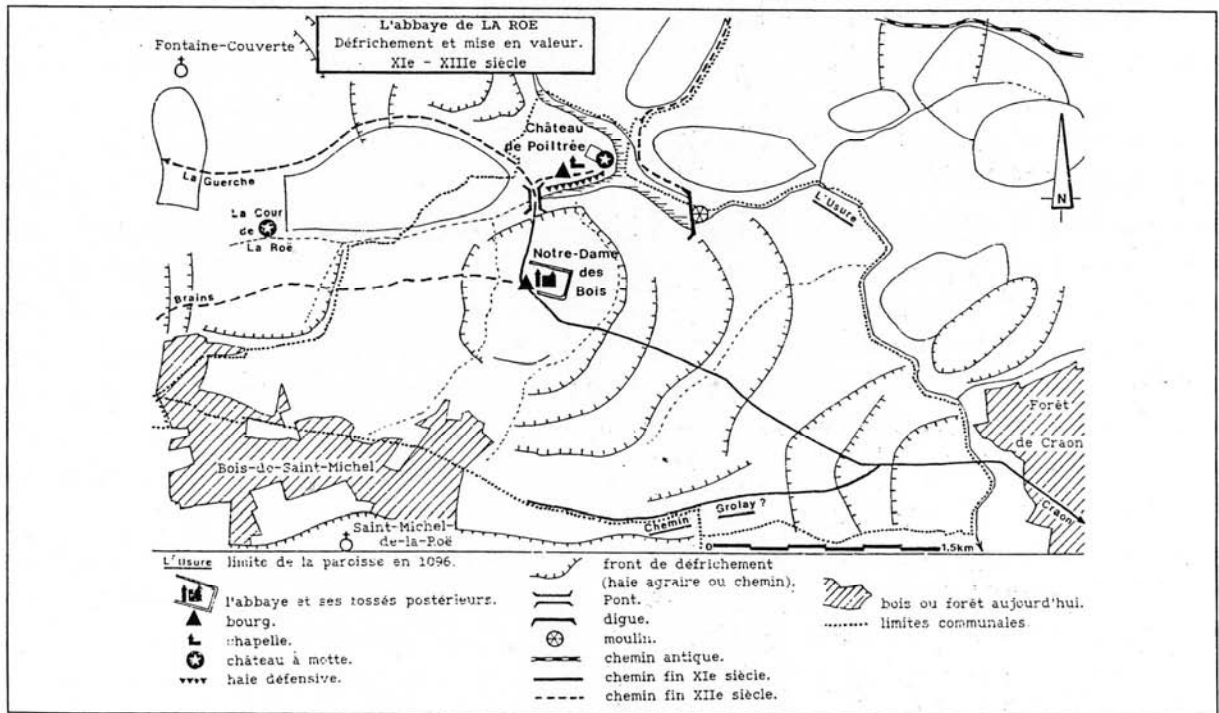 L'abbaye de LA ROE
Défrichement et mise en valeur.
XIe - XIIIe siècle
Fontaine-Couverte
Château
de Poiltrée
La Guerche
L'Usure
N
La Cour
de
La Roë
Notre-Dame
des
Bois
Brains
Forêt
de Craon
Bois-de-Saint-Michel
Craon
Grolay ?
Chemin
Saint-Michel-
de-la-Roë
0
1,5km
L'Usure limite de la paroisse en 1096.
l'abbaye et ses fossés postérieurs.
bourg.
chapelle.
château à motte.
haie défensive.
front de défrichement
(haie agraire ou chemin).
Pont.
digue.
moulin.
chemin antique.
chemin fin XIe siècle.
chemin fin XIIe siècle.
bois ou forêt aujourd'hui.
limites communales